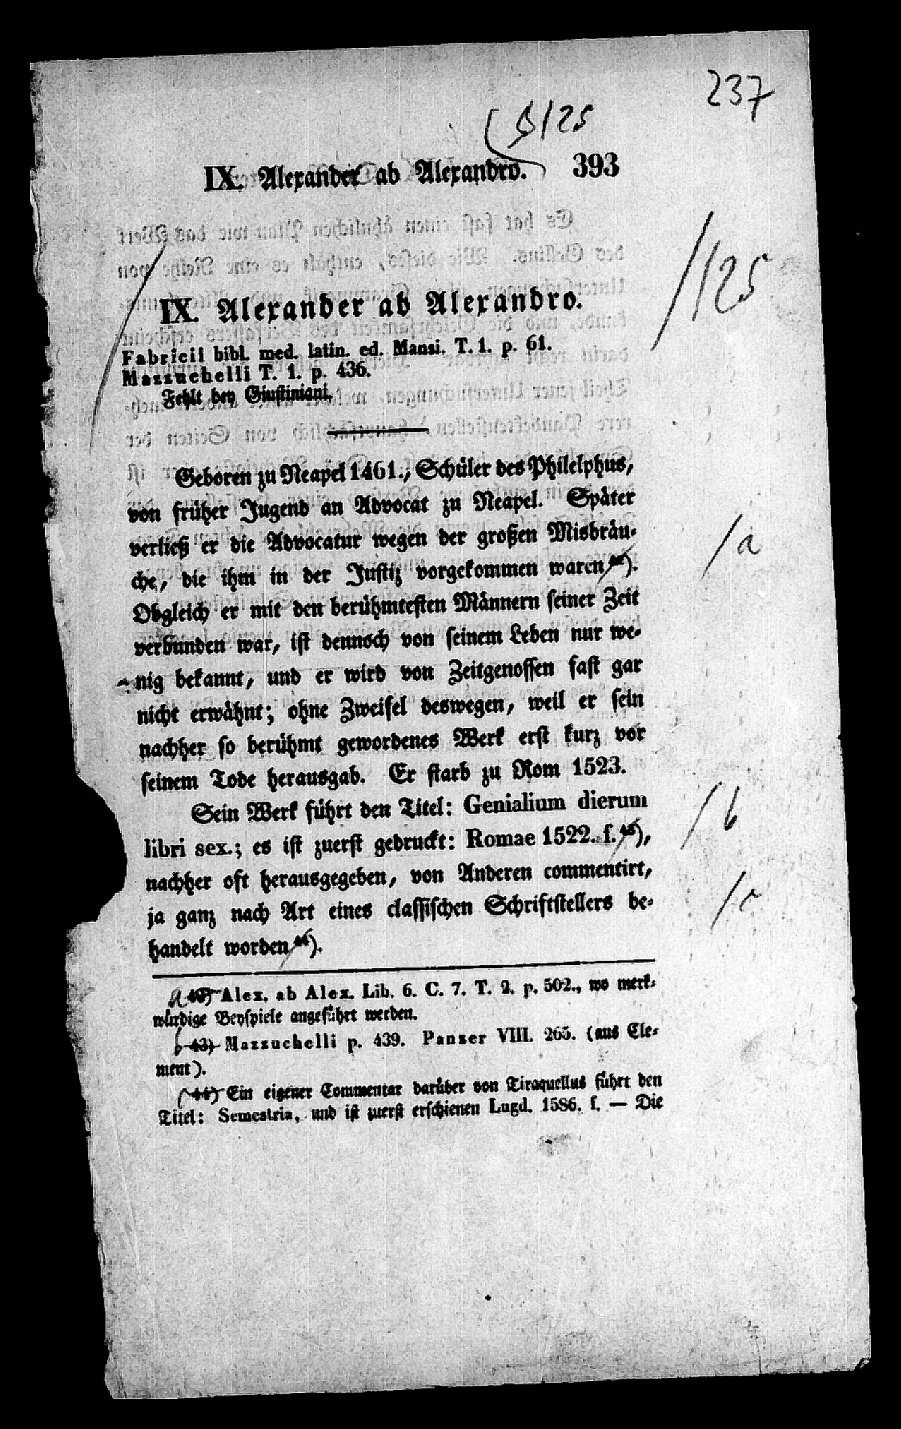 237
§125
IX. Alexander ab Alexandro. 393
125
IX. Alexander ab Alexandro.
Fabricii bibl. med. latin. ed. Mansi. T. 1. p. 61.
Mazzuchelli T. 1. p. 436.
Fehlt bey Giustiniani.
Geboren zu Neapel 1461., Schüler des Philelphus,
von früher Jugend an Advocat zu Neapel. Später
verließ er die Advocatur wegen der großen Misbräu-
che, die ihm in der Justiz vorgekommen waren 42). a
Obgleich er mit den berühmtesten Männern seiner Zeit
verbunden war, ist dennoch von seinem Leben nur we-
nig bekannt, und er wird von Zeitgenossen fast gar
nicht erwähnt; ohne Zweifel deswegen, weil er sein
nachher so berühmt gewordenes Werk erst kurz vor
seinem Tode herausgab. Er starb zu Rom 1523.
Sein Werk führt den Titel: Genialium dierum
libri sex.; es ist zuerst gedruckt: Romae 1522. f. 43), b
nachher oft herausgegeben, von Anderen commentirt,
ja ganz nach Art eines classischen Schriftstellers be-
handelt worden 44). c
a 42) Alex. ab Alex. Lib. 6. C. 7. T. 2. p. 502., wo merk-
würdige Beyspiele angeführt werden.
b 43) Mazzuchelli p. 439. Panzer VIII. 265. (aus Cle-
ment).
c 44) Ein eigener Commentar darüber von Tiraquellus führt den
Titel: Semestria, und ist zuerst erschienen Lugd. 1586. f. — Die